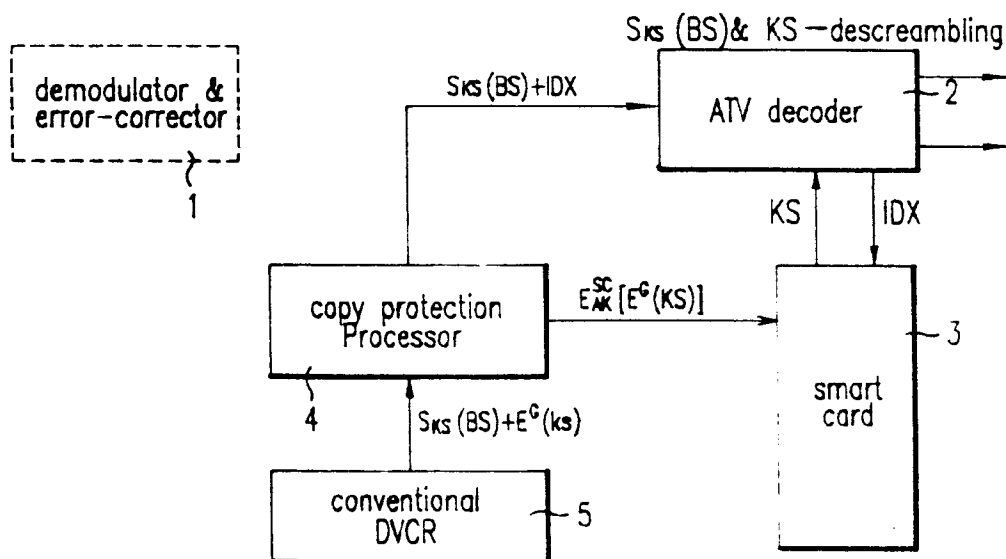 SKS (BS)& KS-descreambling
demodulator &
error-corrector
1
SKS (BS)+IDX
ATV decoder
2
KS
IDX
copy protection
Processor
4
E^SC_AK [E^G(KS)]
smart
card
3
SKS (BS)+E^G(ks)
conventional
DVCR
5